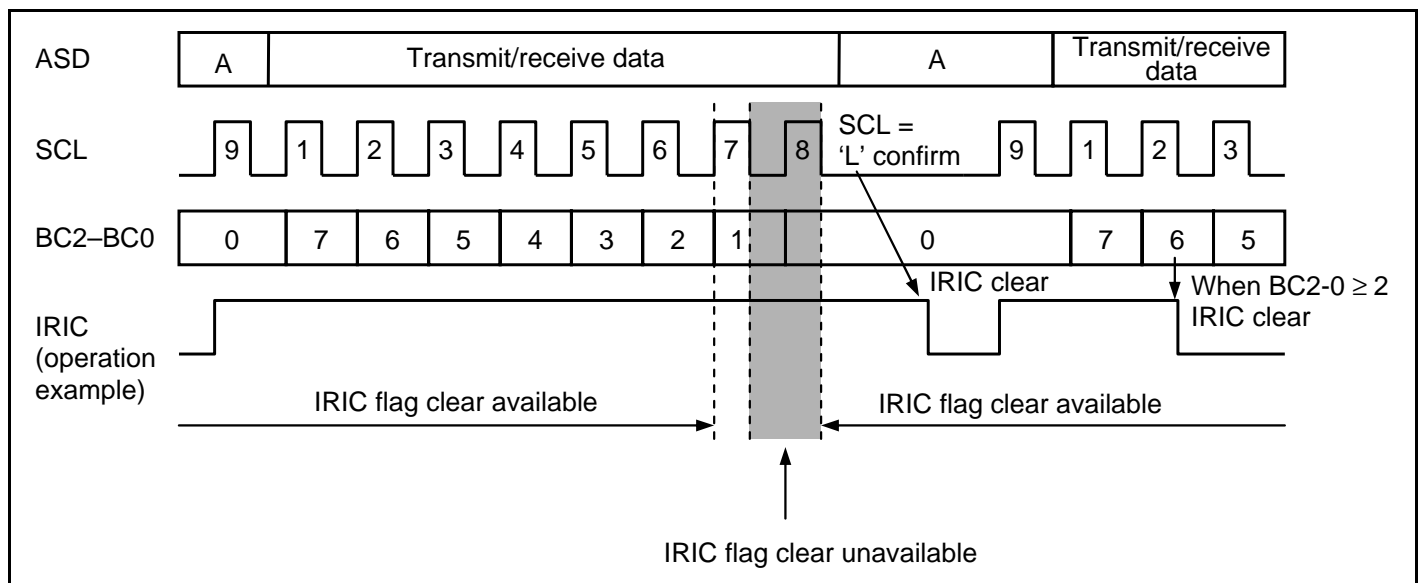 ASD
A
Transmit/receive data
A
Transmit/receive
data
SCL
9
1
2
3
4
5
6
7
8
SCL =
‘L’ confirm
9
1
2
3
BC2–BC0
0
7
6
5
4
3
2
1
0
7
6
5
IRIC
(operation
example)
IRIC clear
When BC2-0 ≥ 2
IRIC clear
IRIC flag clear available
IRIC flag clear available
IRIC flag clear unavailable